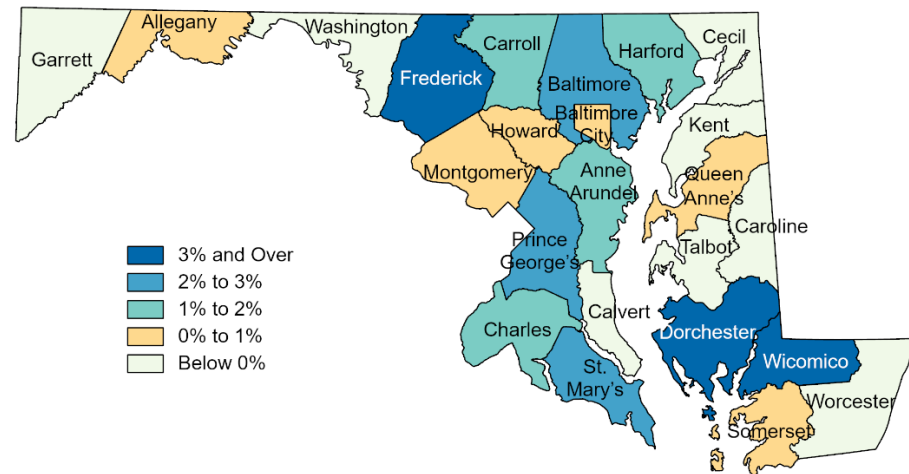 Garrett
Allegany
Washington
Frederick
Carroll
Baltimore
Harford
Cecil
Baltimore
City
Howard
Montgomery
Kent
Anne
Arundel
Queen
Anne's
Caroline
Talbot
Prince
George's
Calvert
Charles
St.
Mary's
Dorchester
Wicomico
Worcester
Somerset
3% and Over
2% to 3%
1% to 2%
0% to 1%
Below 0%